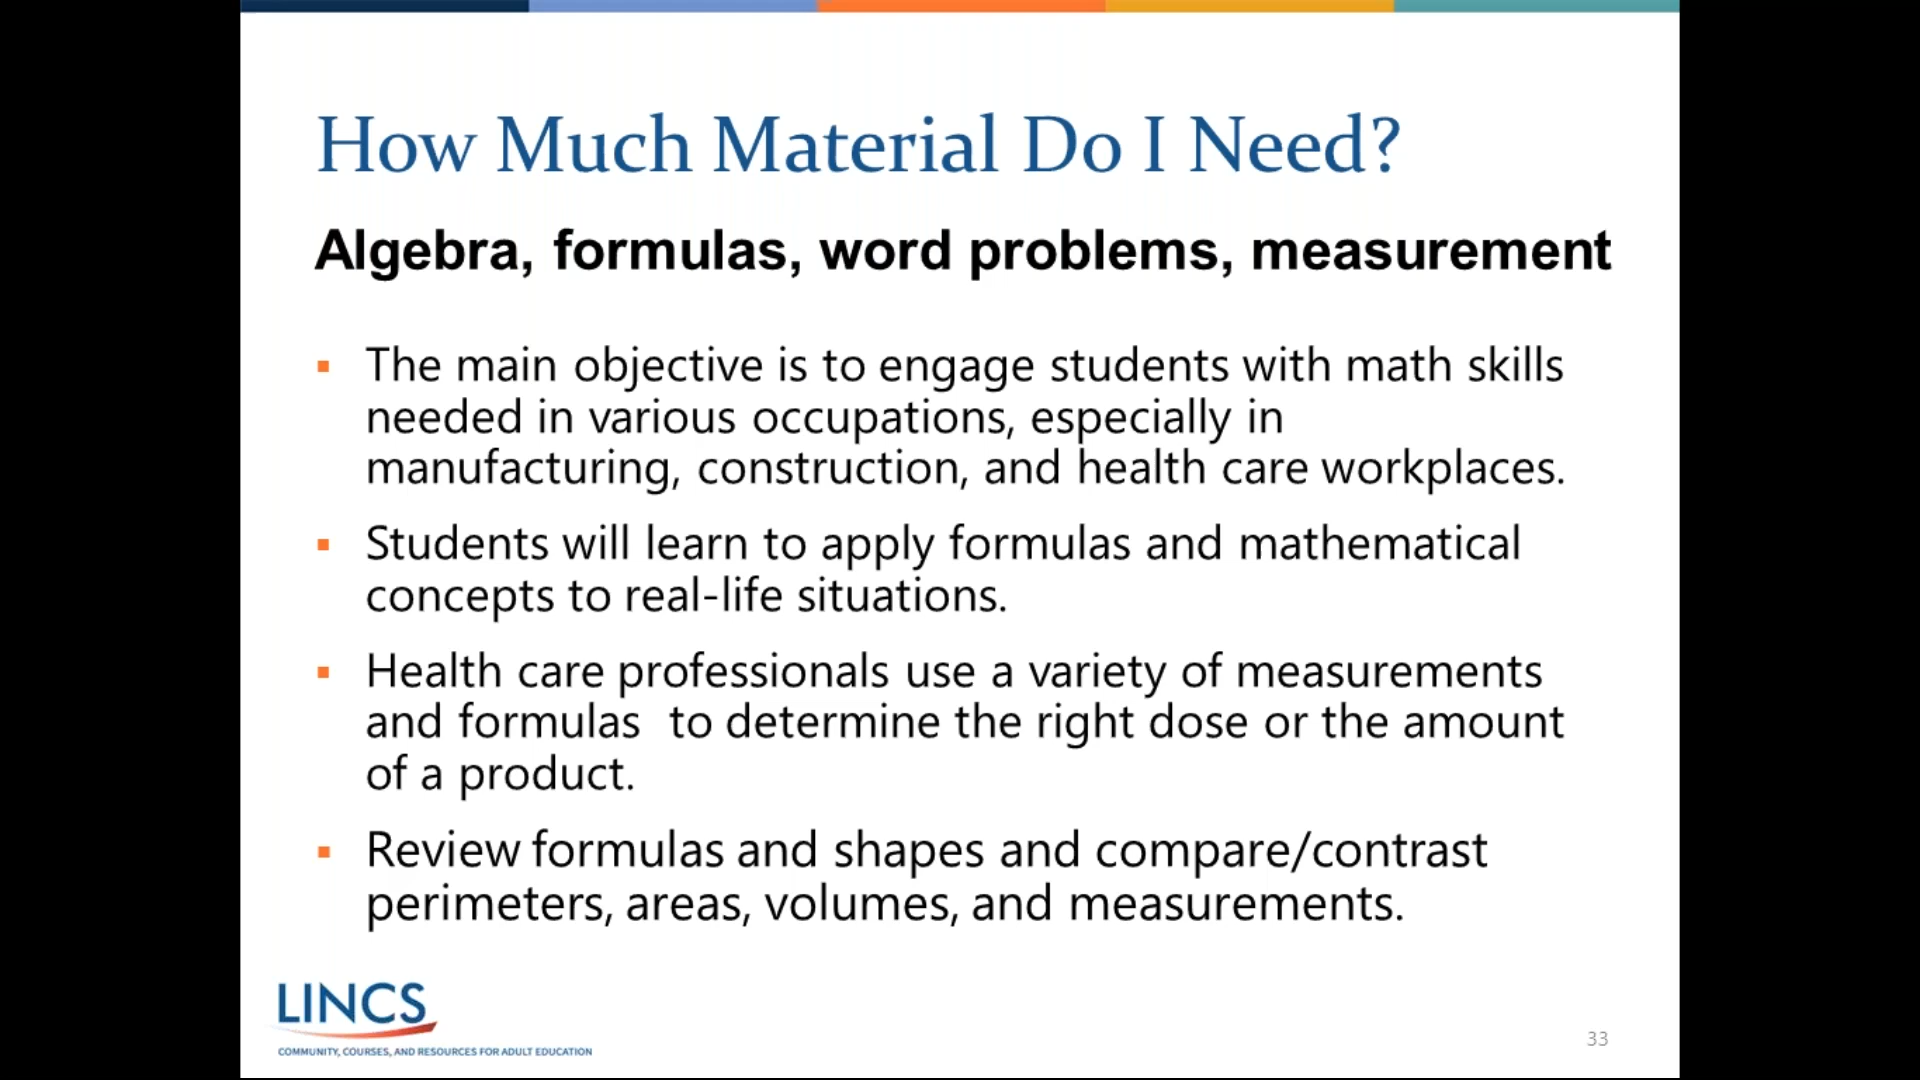 How Much Material Do I Need?
Algebra, formulas, word problems, measurement
▪ The main objective is to engage students with math skills
needed in various occupations, especially in
manufacturing, construction, and health care workplaces.
▪ Students will learn to apply formulas and mathematical
concepts to real-life situations.
▪ Health care professionals use a variety of measurements
and formulas  to determine the right dose or the amount
of a product.
▪ Review formulas and shapes and compare/contrast
perimeters, areas, volumes, and measurements.
LINCS
COMMUNITY, COURSES, AND RESOURCES FOR ADULT EDUCATION
33